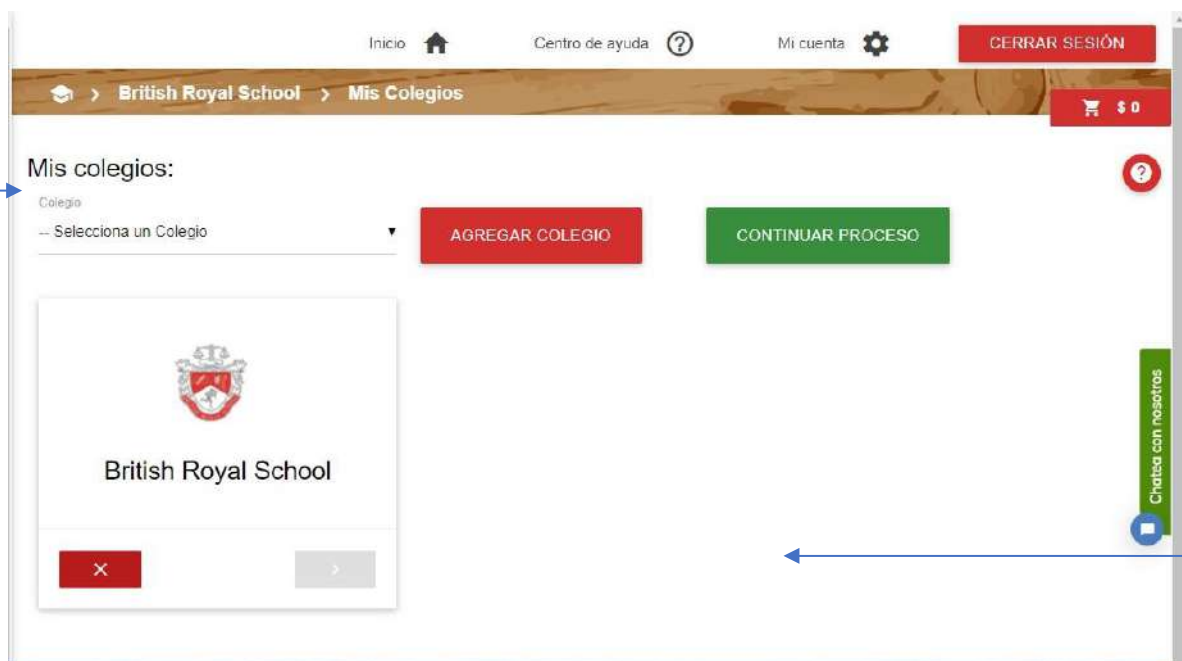 Inicio
Centro de ayuda
Mi cuenta
CERRAR SESIÓN
British Royal School > Mis Colegios
$ 0
Mis colegios:
Colegio
-- Selecciona un Colegio
AGREGAR COLEGIO
CONTINUAR PROCESO
British Royal School
Chatea con nosotros